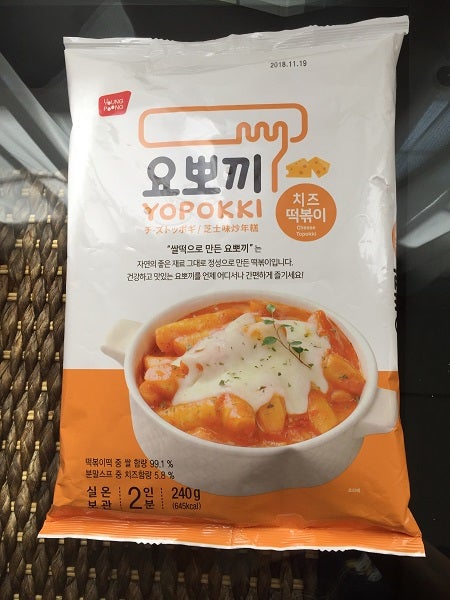 2018.11.19
YOUNG
POONG
요뽀끼
YOPOKKI
チーズトッポギ/芝士味炒年糕
치즈
떡볶이
Cheese
Topokki
"쌀떡으로 만든 요뽀끼" 는
자연의 좋은 재료 그대로 정성으로 만든 떡볶이입니다.
건강하고 맛있는 요뽀끼를 언제 어디서나 간편하게 즐기세요!
떡볶이떡 중 쌀 함량 99.1 %
분말스프 중 치즈함량 5.8 %
실온
보관
2인분
240g
(645kcal)